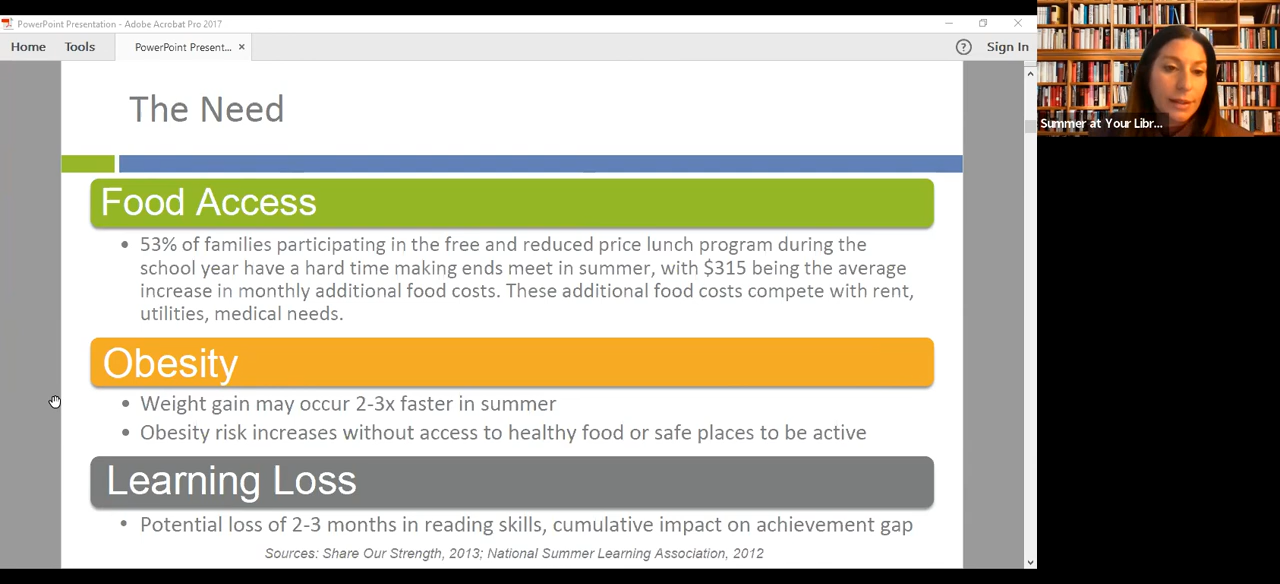 PowerPoint Presentation - Adobe Acrobat Pro 2017
Home Tools PowerPoint Present... × ? Sign In
Summer at Your Libr...
The Need
Food Access
• 53% of families participating in the free and reduced price lunch program during the
school year have a hard time making ends meet in summer, with $315 being the average
increase in monthly additional food costs. These additional food costs compete with rent,
utilities, medical needs.
Obesity
• Weight gain may occur 2-3x faster in summer
• Obesity risk increases without access to healthy food or safe places to be active
Learning Loss
• Potential loss of 2-3 months in reading skills, cumulative impact on achievement gap
Sources: Share Our Strength, 2013; National Summer Learning Association, 2012